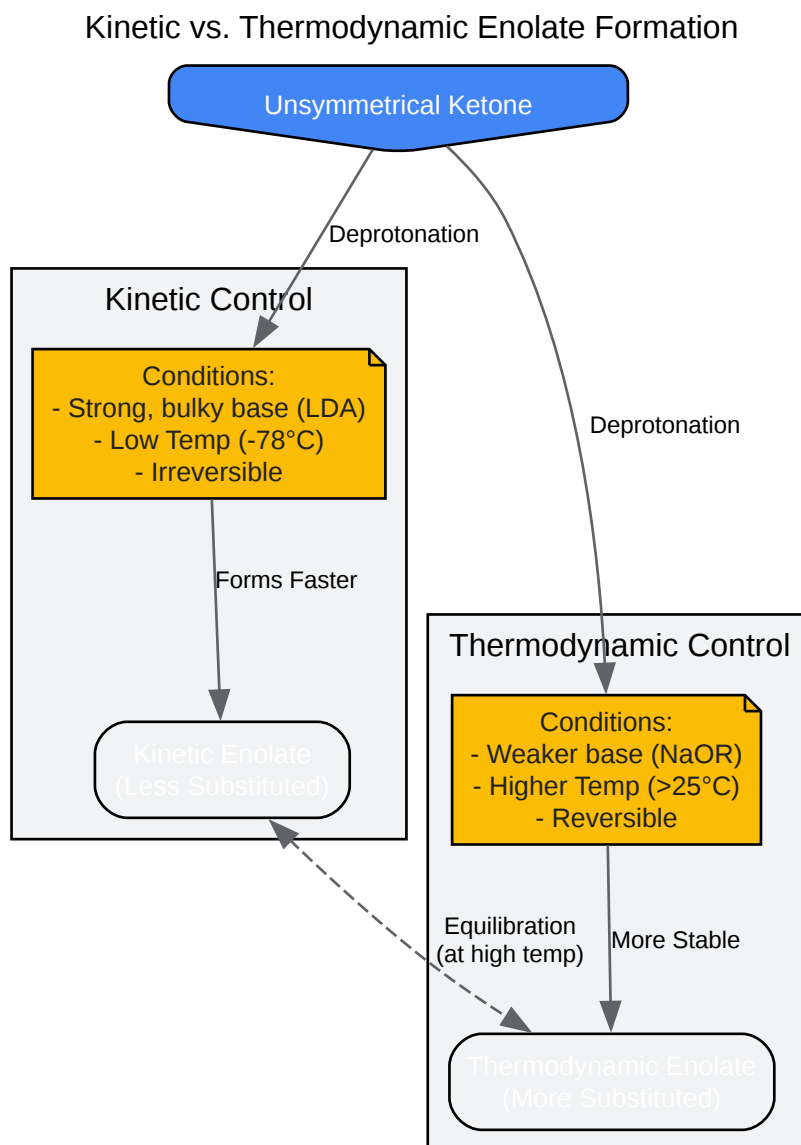 Kinetic vs. Thermodynamic Enolate Formation
Unsymmetrical Ketone
Deprotonation
Kinetic Control
Conditions:
- Strong, bulky base (LDA)
- Low Temp (-78°C)
- Irreversible
Deprotonation
Forms Faster
Thermodynamic Control
Conditions:
- Weaker base (NaOR)
- Higher Temp (>25°C)
- Reversible
Kinetic Enolate
(Less Substituted)
Equilibration
(at high temp)
More Stable
Thermodynamic Enolate
(More Substituted)